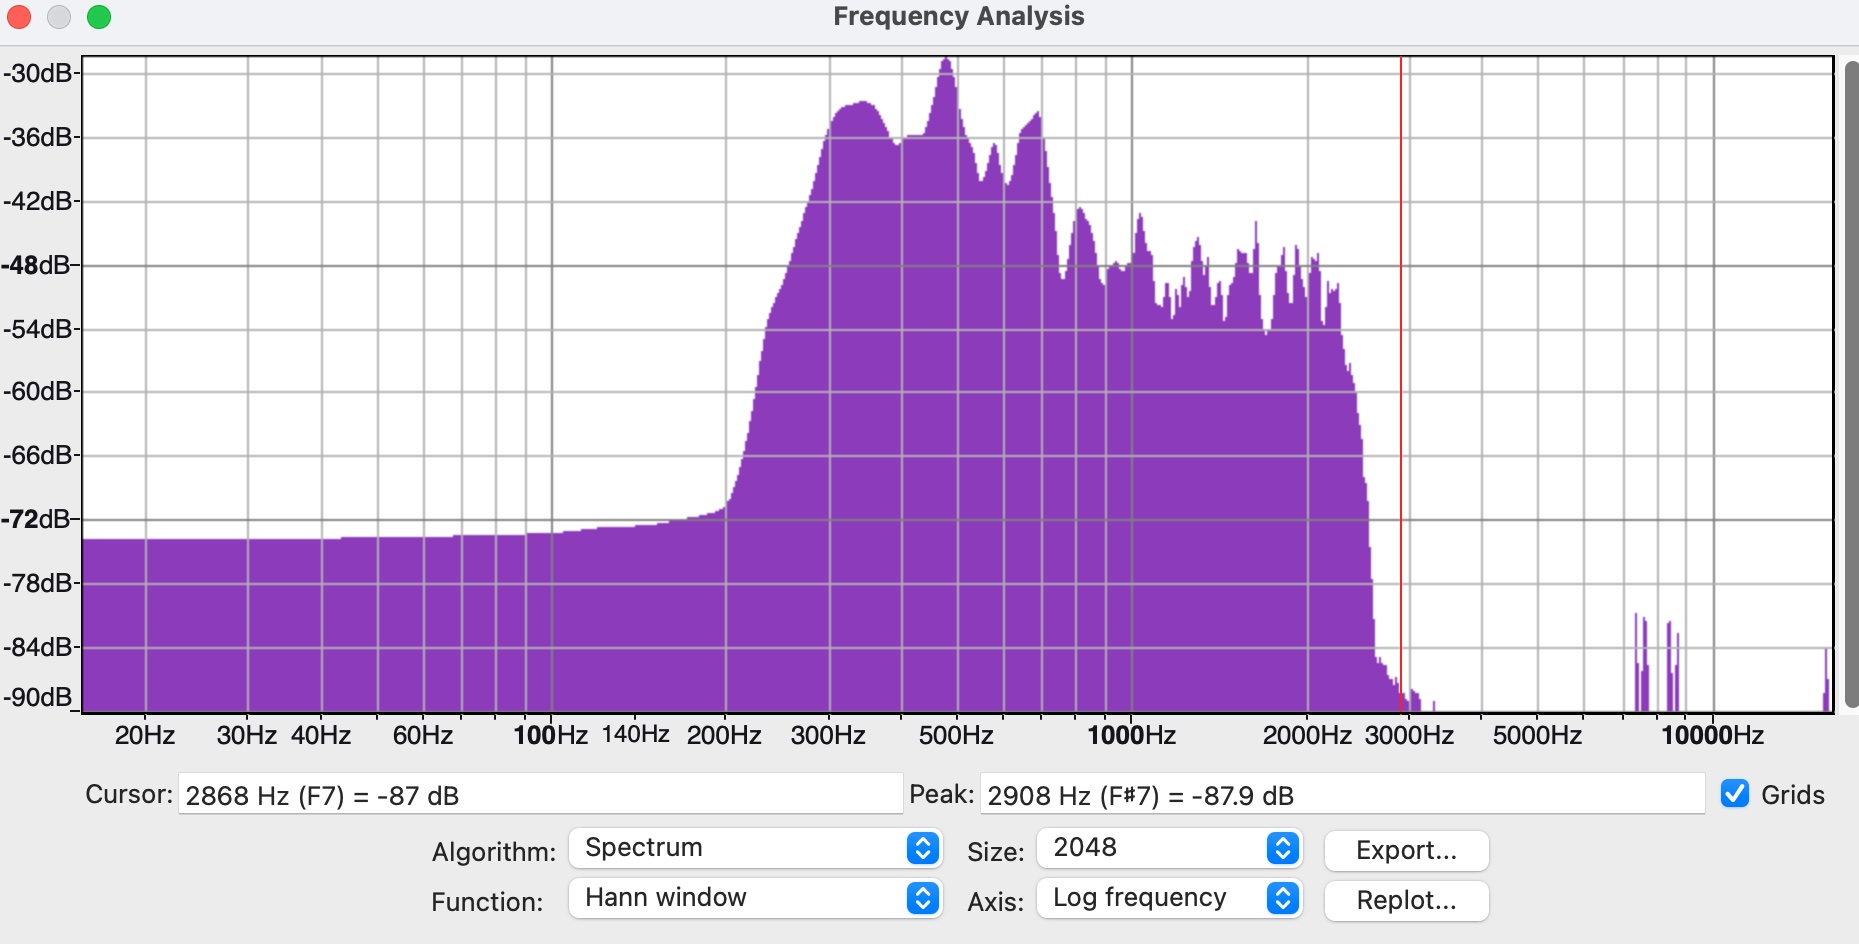 Frequency Analysis
-30dB
-36dB
-42dB
-48dB
-54dB
-60dB
-66dB
-72dB
-78dB
-84dB
-90dB
20Hz 30Hz 40Hz 60Hz 100Hz 140Hz 200Hz 300Hz 500Hz 1000Hz 2000Hz 3000Hz 5000Hz 10000Hz
Cursor: 2868 Hz (F7) = -87 dB Peak: 2908 Hz (F#7) = -87.9 dB Grids
Algorithm: Spectrum Size: 2048 Export...
Function: Hann window Axis: Log frequency Replot...